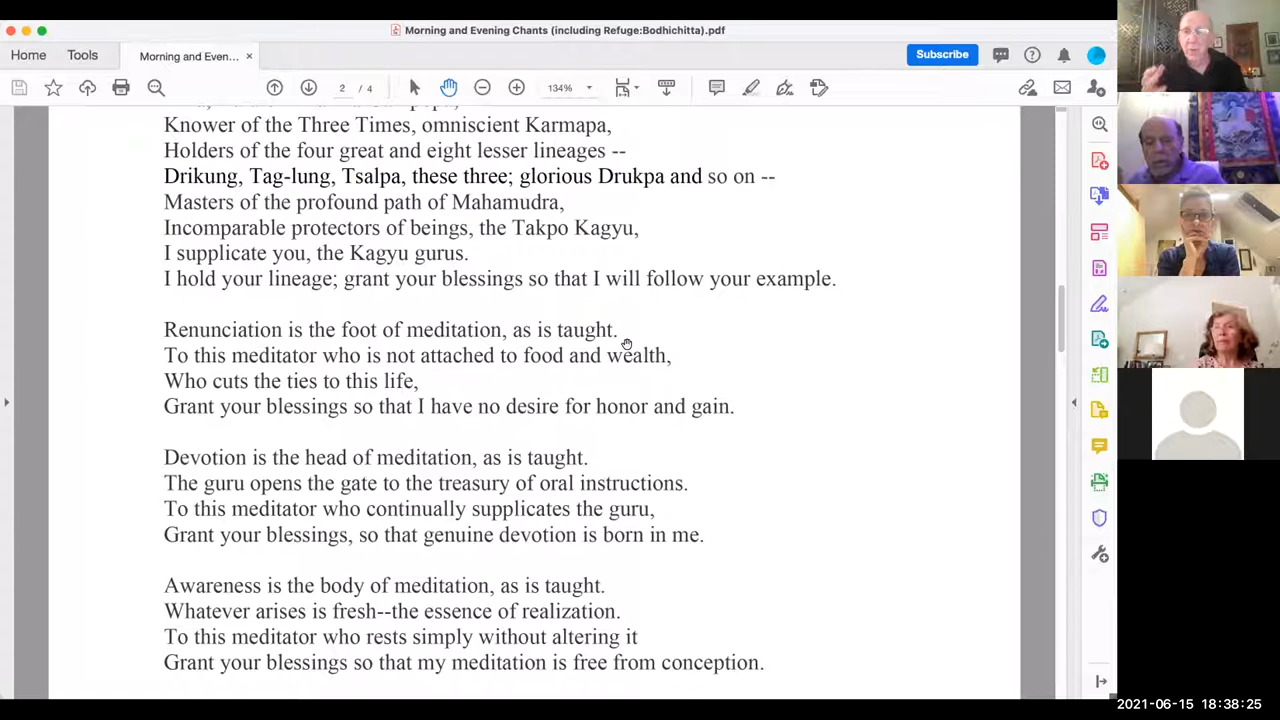 Morning and Evening Chants (including Refuge:Bodhichitta).pdf
Home
Tools
Morning and Even...
Subscribe
2 / 4
134%
Knower of the Three Times, omniscient Karmapa,
Holders of the four great and eight lesser lineages --
Drikung, Tag-lung, Tsalpa, these three; glorious Drukpa and so on --
Masters of the profound path of Mahamudra,
Incomparable protectors of beings, the Takpo Kagyu,
I supplicate you, the Kagyu gurus.
I hold your lineage; grant your blessings so that I will follow your example.
Renunciation is the foot of meditation, as is taught.
To this meditator who is not attached to food and wealth,
Who cuts the ties to this life,
Grant your blessings so that I have no desire for honor and gain.
Devotion is the head of meditation, as is taught.
The guru opens the gate to the treasury of oral instructions.
To this meditator who continually supplicates the guru,
Grant your blessings, so that genuine devotion is born in me.
Awareness is the body of meditation, as is taught.
Whatever arises is fresh--the essence of realization.
To this meditator who rests simply without altering it
Grant your blessings so that my meditation is free from conception.
2021-06-15 18:38:25